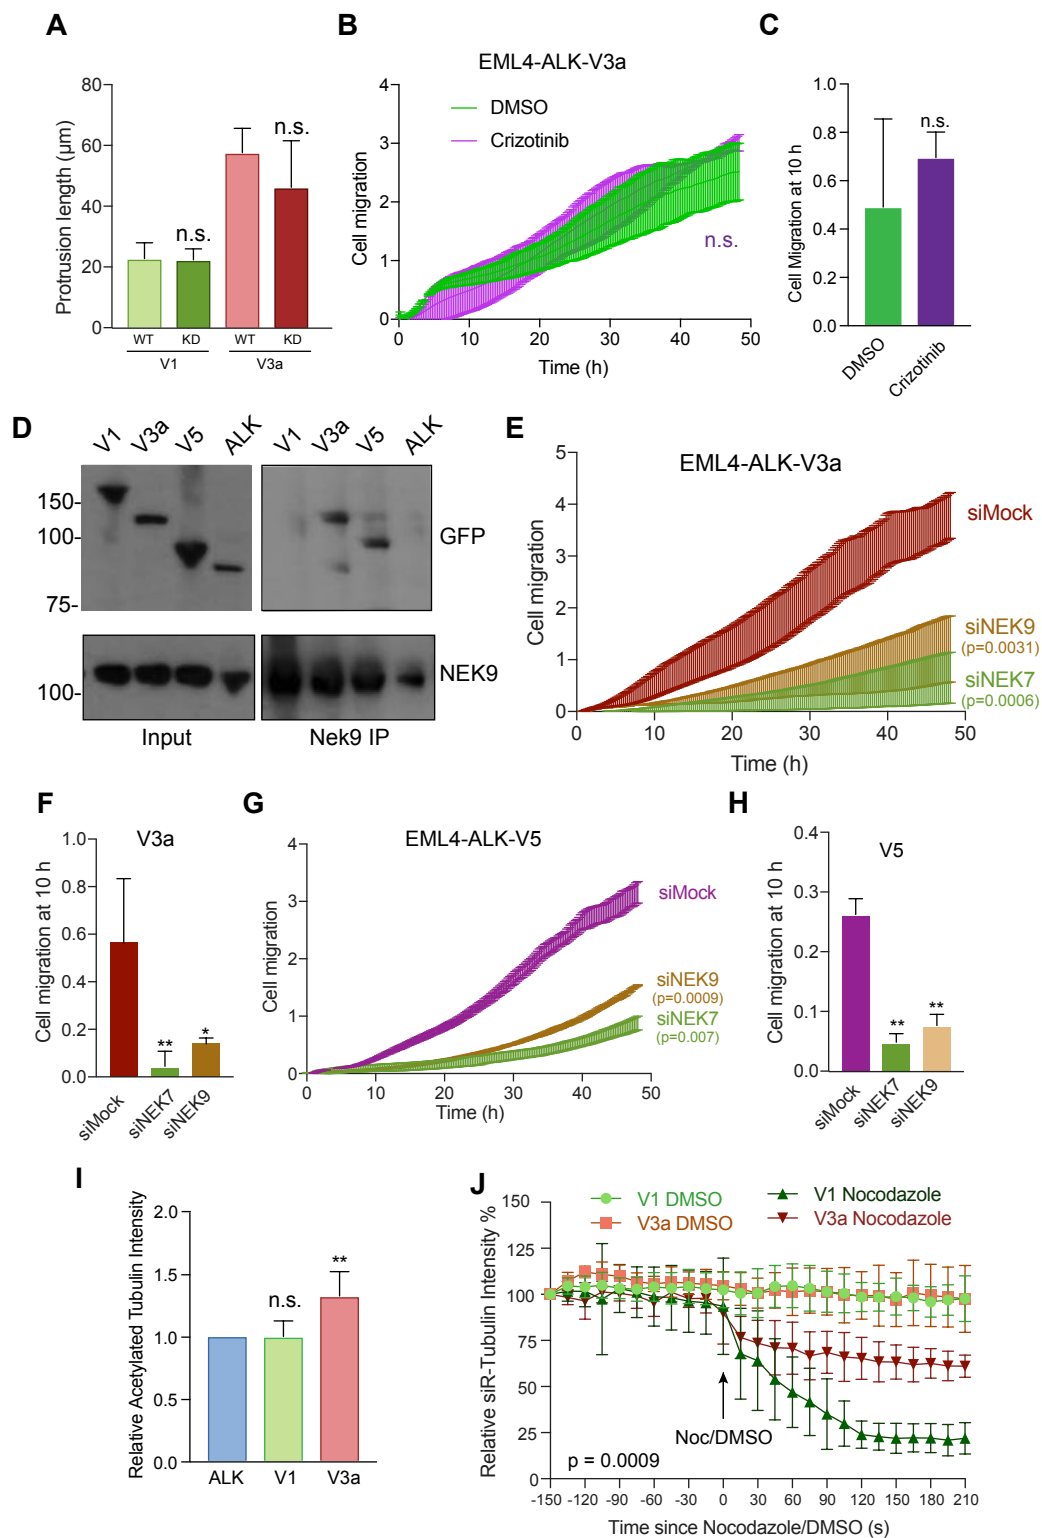 A
Protrusion length (μm)
80
60
40
20
0
n.s.
n.s.
WT
KD
WT
KD
V1
V3a
B
EML4-ALK-V3a
DMSO
Crizotinib
Cell migration
4
3
2
1
0
n.s.
0
10
20
30
40
50
Time (h)
C
Cell Migration at 10 h
1.0
0.8
0.6
0.4
0.2
0.0
n.s.
DMSO
Crizotinib
D
V1
V3a
V5
ALK
V1
V3a
V5
ALK
150-
100-
75-
GFP
100-
NEK9
Input
Nek9 IP
E
EML4-ALK-V3a
Cell migration
5
4
3
2
1
0
siMock
siNEK9
(p=0.0031)
siNEK7
(p=0.0006)
0
10
20
30
40
50
Time (h)
F
V3a
Cell migration at 10 h
1.0
0.8
0.6
0.4
0.2
0.0
**
*
siMock
siNEK7
siNEK9
G
EML4-ALK-V5
Cell migration
4
3
2
1
0
siMock
siNEK9
(p=0.0009)
siNEK7
(p=0.007)
0
10
20
30
40
50
Time (h)
H
V5
Cell migration at 10 h
0.4
0.3
0.2
0.1
0.0
**
**
siMock
siNEK7
siNEK9
I
Relative Acetylated Tubulin Intensity
2.0
1.5
1.0
0.5
0.0
n.s.
**
ALK
V1
V3a
J
V1 DMSO
V3a DMSO
V1 Nocodazole
V3a Nocodazole
Relative siR-Tubulin Intensity %
150
125
100
75
50
25
0
Noc/DMSO
p = 0.0009
-150
-120
-90
-60
-30
0
30
60
90
120
150
180
210
Time since Nocodazole/DMSO (s)